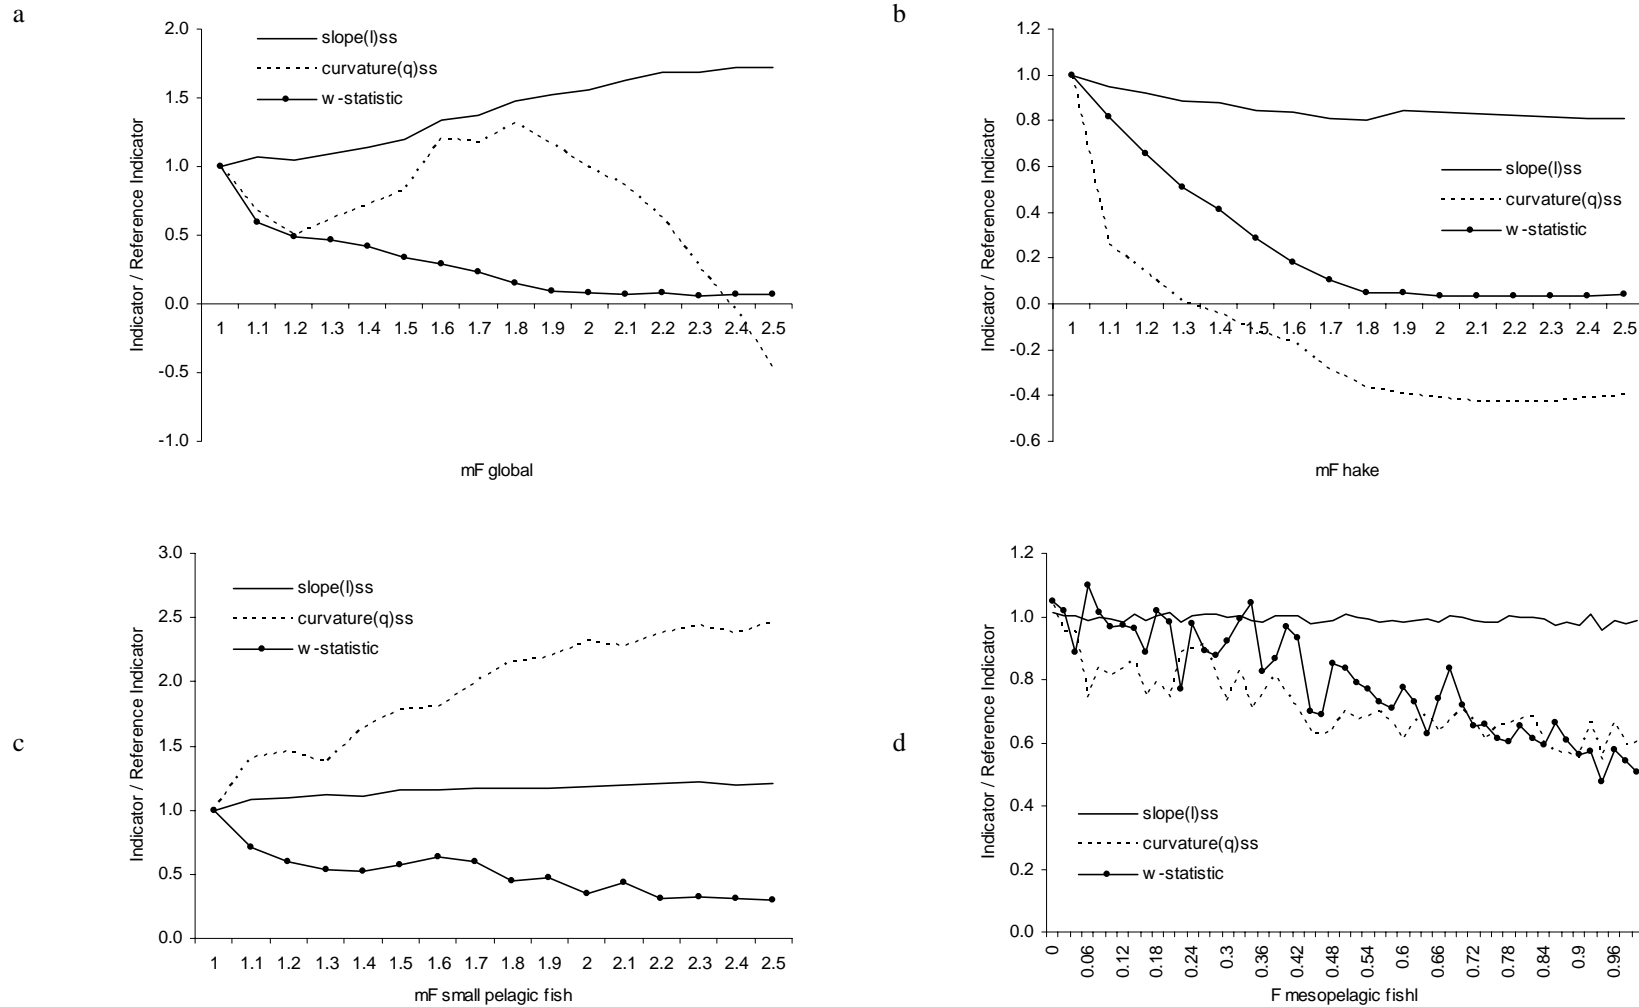 a
2.0
1.5
1.0
0.5
0.0
-0.5
-1.0
Indicator / Reference Indicator
slope(l)ss
curvature(q)ss
w-statistic
1 1.1 1.2 1.3 1.4 1.5 1.6 1.7 1.8 1.9 2 2.1 2.2 2.3 2.4 2.5
mF global
b
1.2
1.0
0.8
0.6
0.4
0.2
0.0
-0.2
-0.4
-0.6
Indicator / Reference Indicator
slope(l)ss
curvature(q)ss
w-statistic
1 1.1 1.2 1.3 1.4 1.5 1.6 1.7 1.8 1.9 2 2.1 2.2 2.3 2.4 2.5
mF hake
c
3.0
2.5
2.0
1.5
1.0
0.5
0.0
Indicator / Reference Indicator
slope(l)ss
curvature(q)ss
w-statistic
1 1.1 1.2 1.3 1.4 1.5 1.6 1.7 1.8 1.9 2 2.1 2.2 2.3 2.4 2.5
mF small pelagic fish
d
1.2
1.0
0.8
0.6
0.4
0.2
0.0
Indicator / Reference Indicator
slope(l)ss
curvature(q)ss
w-statistic
0 0.06 0.12 0.18 0.24 0.3 0.36 0.42 0.48 0.54 0.6 0.66 0.72 0.78 0.84 0.9 0.96
F mesopelagic fishl